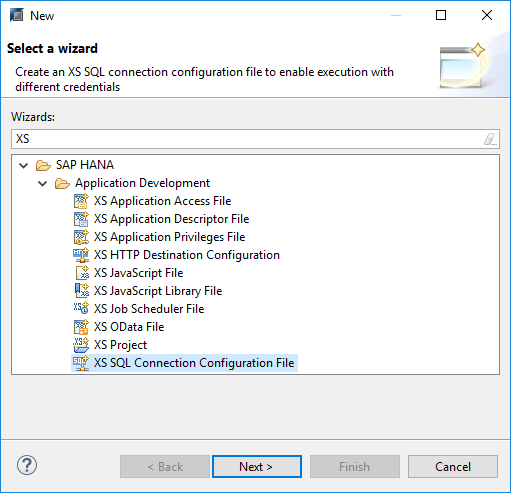 New
Select a wizard
Create an XS SQL connection configuration file to enable execution with
different credentials
Wizards:
XS
SAP HANA
Application Development
XS Application Access File
XS Application Descriptor File
XS Application Privileges File
XS HTTP Destination Configuration
XS JavaScript File
XS JavaScript Library File
XS Job Scheduler File
XS OData File
XS Project
XS SQL Connection Configuration File
? < Back Next > Finish Cancel